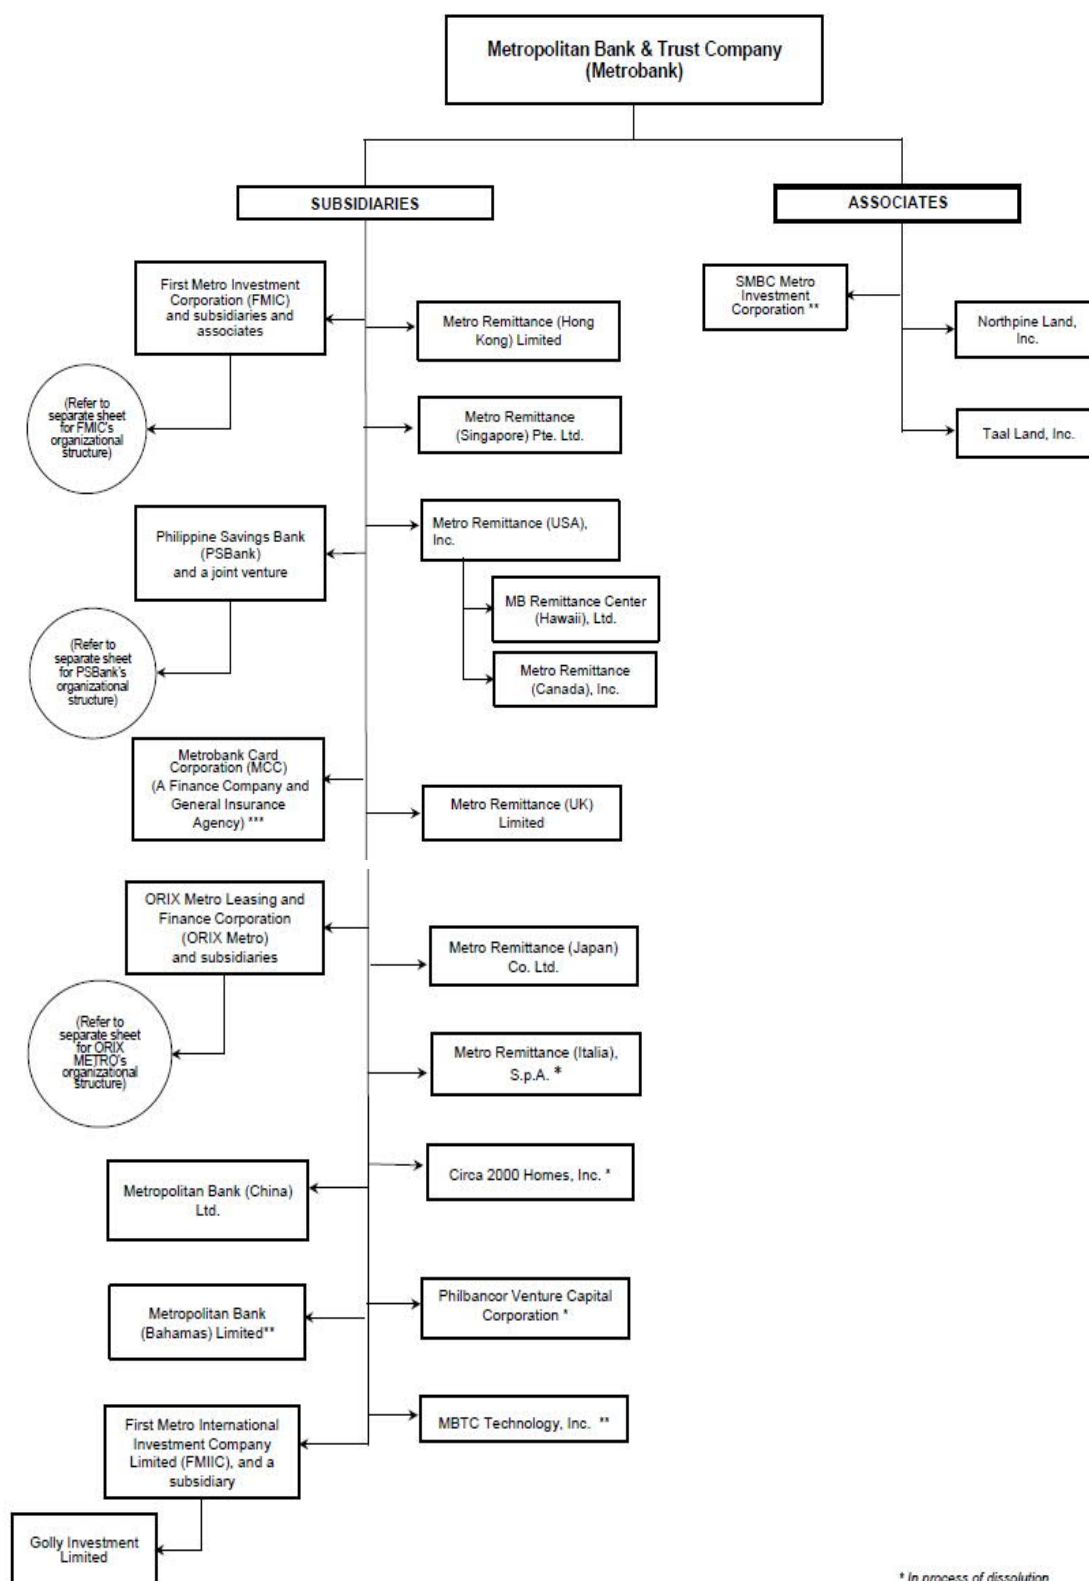 Metropolitan Bank & Trust Company
(Metrobank)
SUBSIDIARIES
ASSOCIATES
First Metro Investment
Corporation (FMIC)
and subsidiaries and
associates
(Refer to
separate sheet
for FMIC's
organizational
structure)
Metro Remittance (Hong
Kong) Limited
Metro Remittance
(Singapore) Pte. Ltd.
SMBC Metro
Investment
Corporation **
Northpine Land,
Inc.
Taal Land, Inc.
Philippine Savings Bank
(PSBank)
and a joint venture
(Refer to
separate sheet
for PSBank's
organizational
structure)
Metro Remittance (USA),
Inc.
MB Remittance Center
(Hawaii), Ltd.
Metro Remittance
(Canada), Inc.
Metrobank Card
Corporation (MCC)
(A Finance Company and
General Insurance
Agency) ***
Metro Remittance (UK)
Limited
ORIX Metro Leasing and
Finance Corporation
(ORIX Metro)
and subsidiaries
(Refer to
separate sheet
for ORIX
METRO's
organizational
structure)
Metro Remittance (Japan)
Co. Ltd.
Metro Remittance (Italia),
S.p.A. *
Circa 2000 Homes, Inc. *
Metropolitan Bank (China)
Ltd.
Philbancor Venture Capital
Corporation *
Metropolitan Bank
(Bahamas) Limited**
MBTC Technology, Inc. **
First Metro International
Investment Company
Limited (FMIIC), and a
subsidiary
Golly Investment
Limited
* In process of dissolution